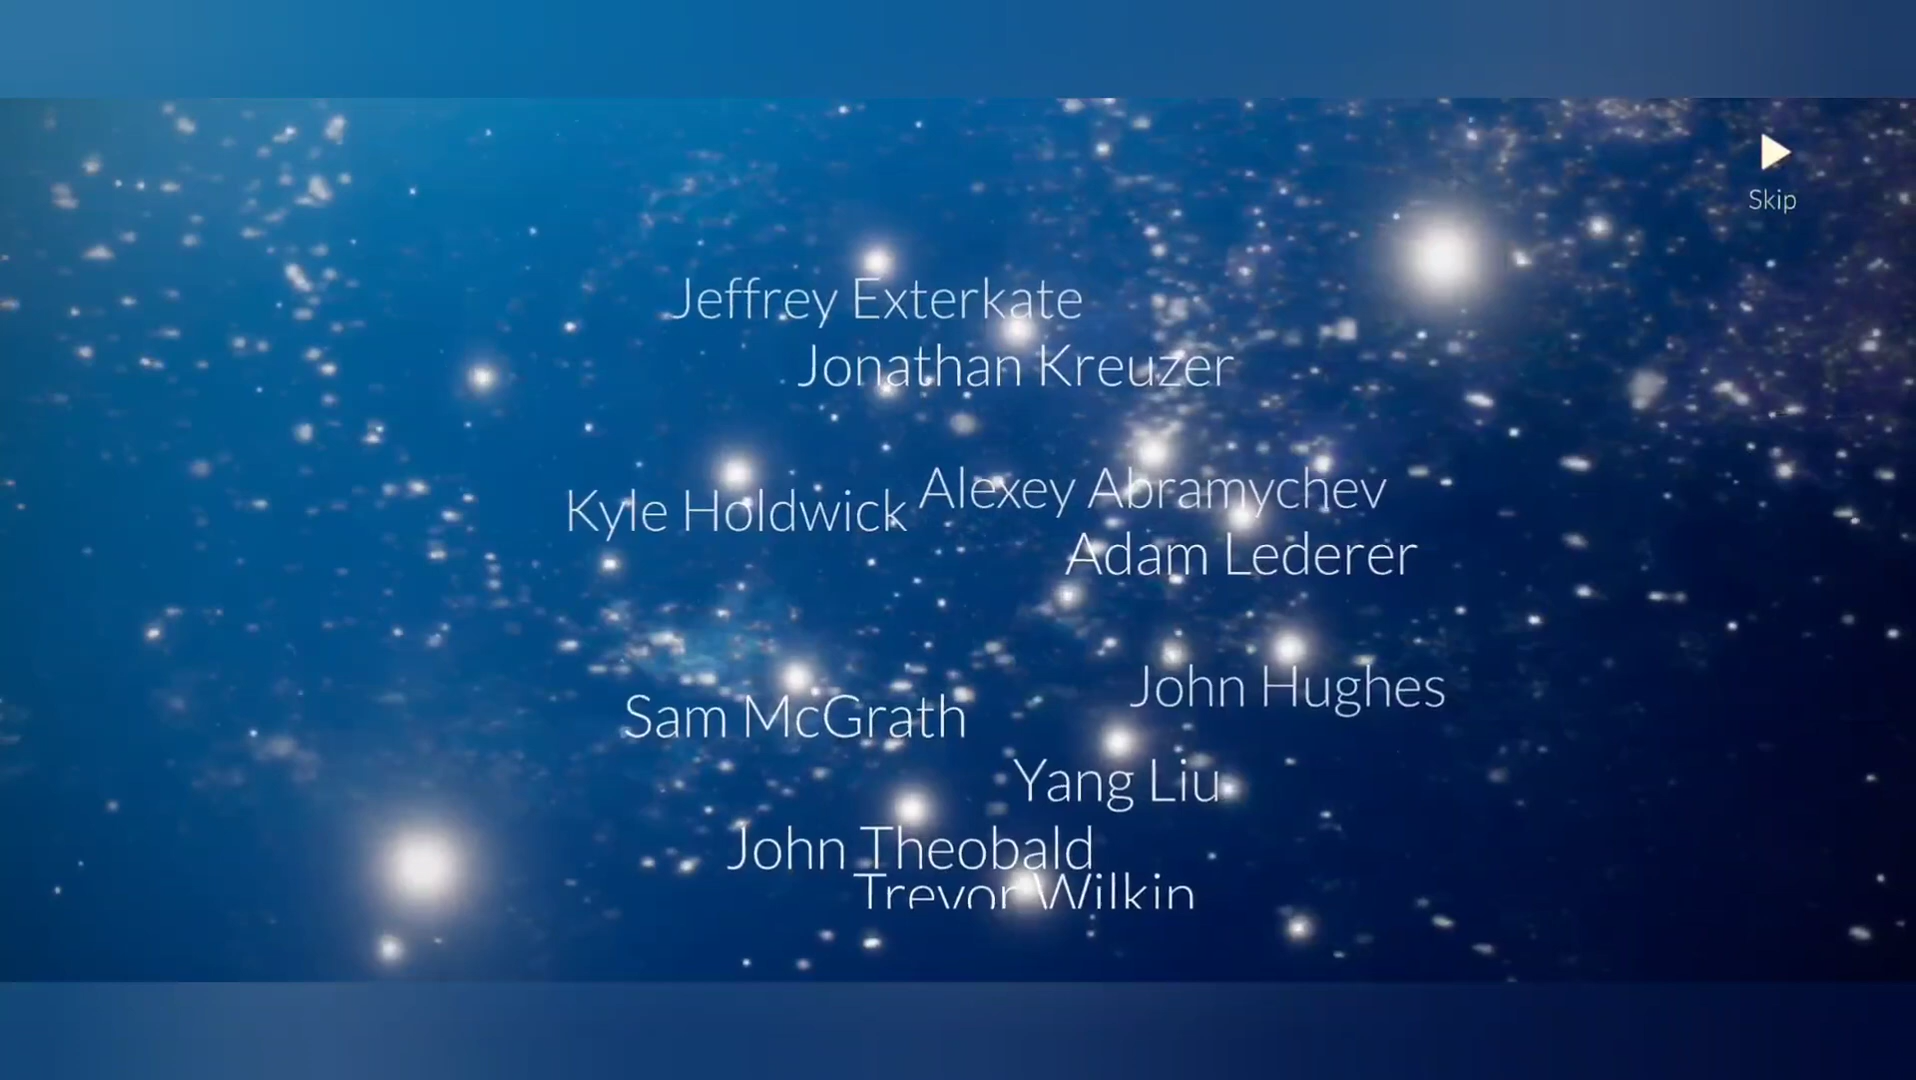 Skip
Jeffrey Exterkate
Jonathan Kreuzer
Alexey Abramychev
Kyle Holdwick
Adam Lederer
John Hughes
Sam McGrath
Yang Liu
John Theobald
Trevor Wilkin